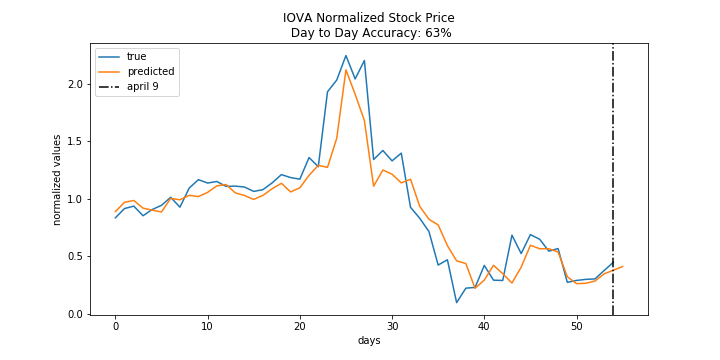 IOVA Normalized Stock Price
Day to Day Accuracy: 63%
true
predicted
april 9
normalized values
2.0
1.5
1.0
0.5
0.0
0
10
20
30
40
50
days